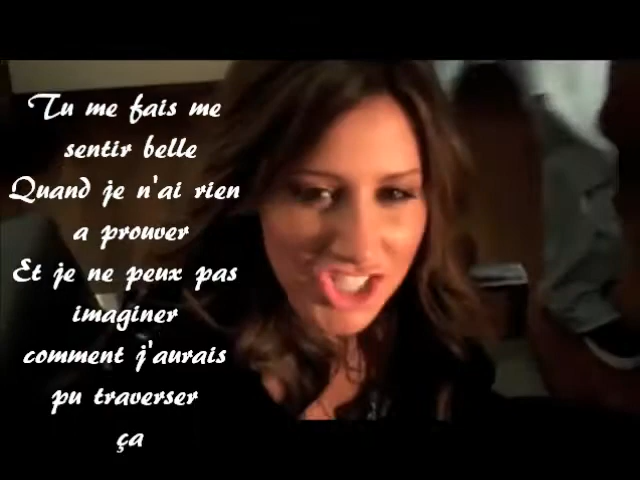 Tu me fais me
sentir belle
Quand je n'ai rien
a prouver
Et je ne peux pas
imaginer
comment j'aurais
pu traverser
ça